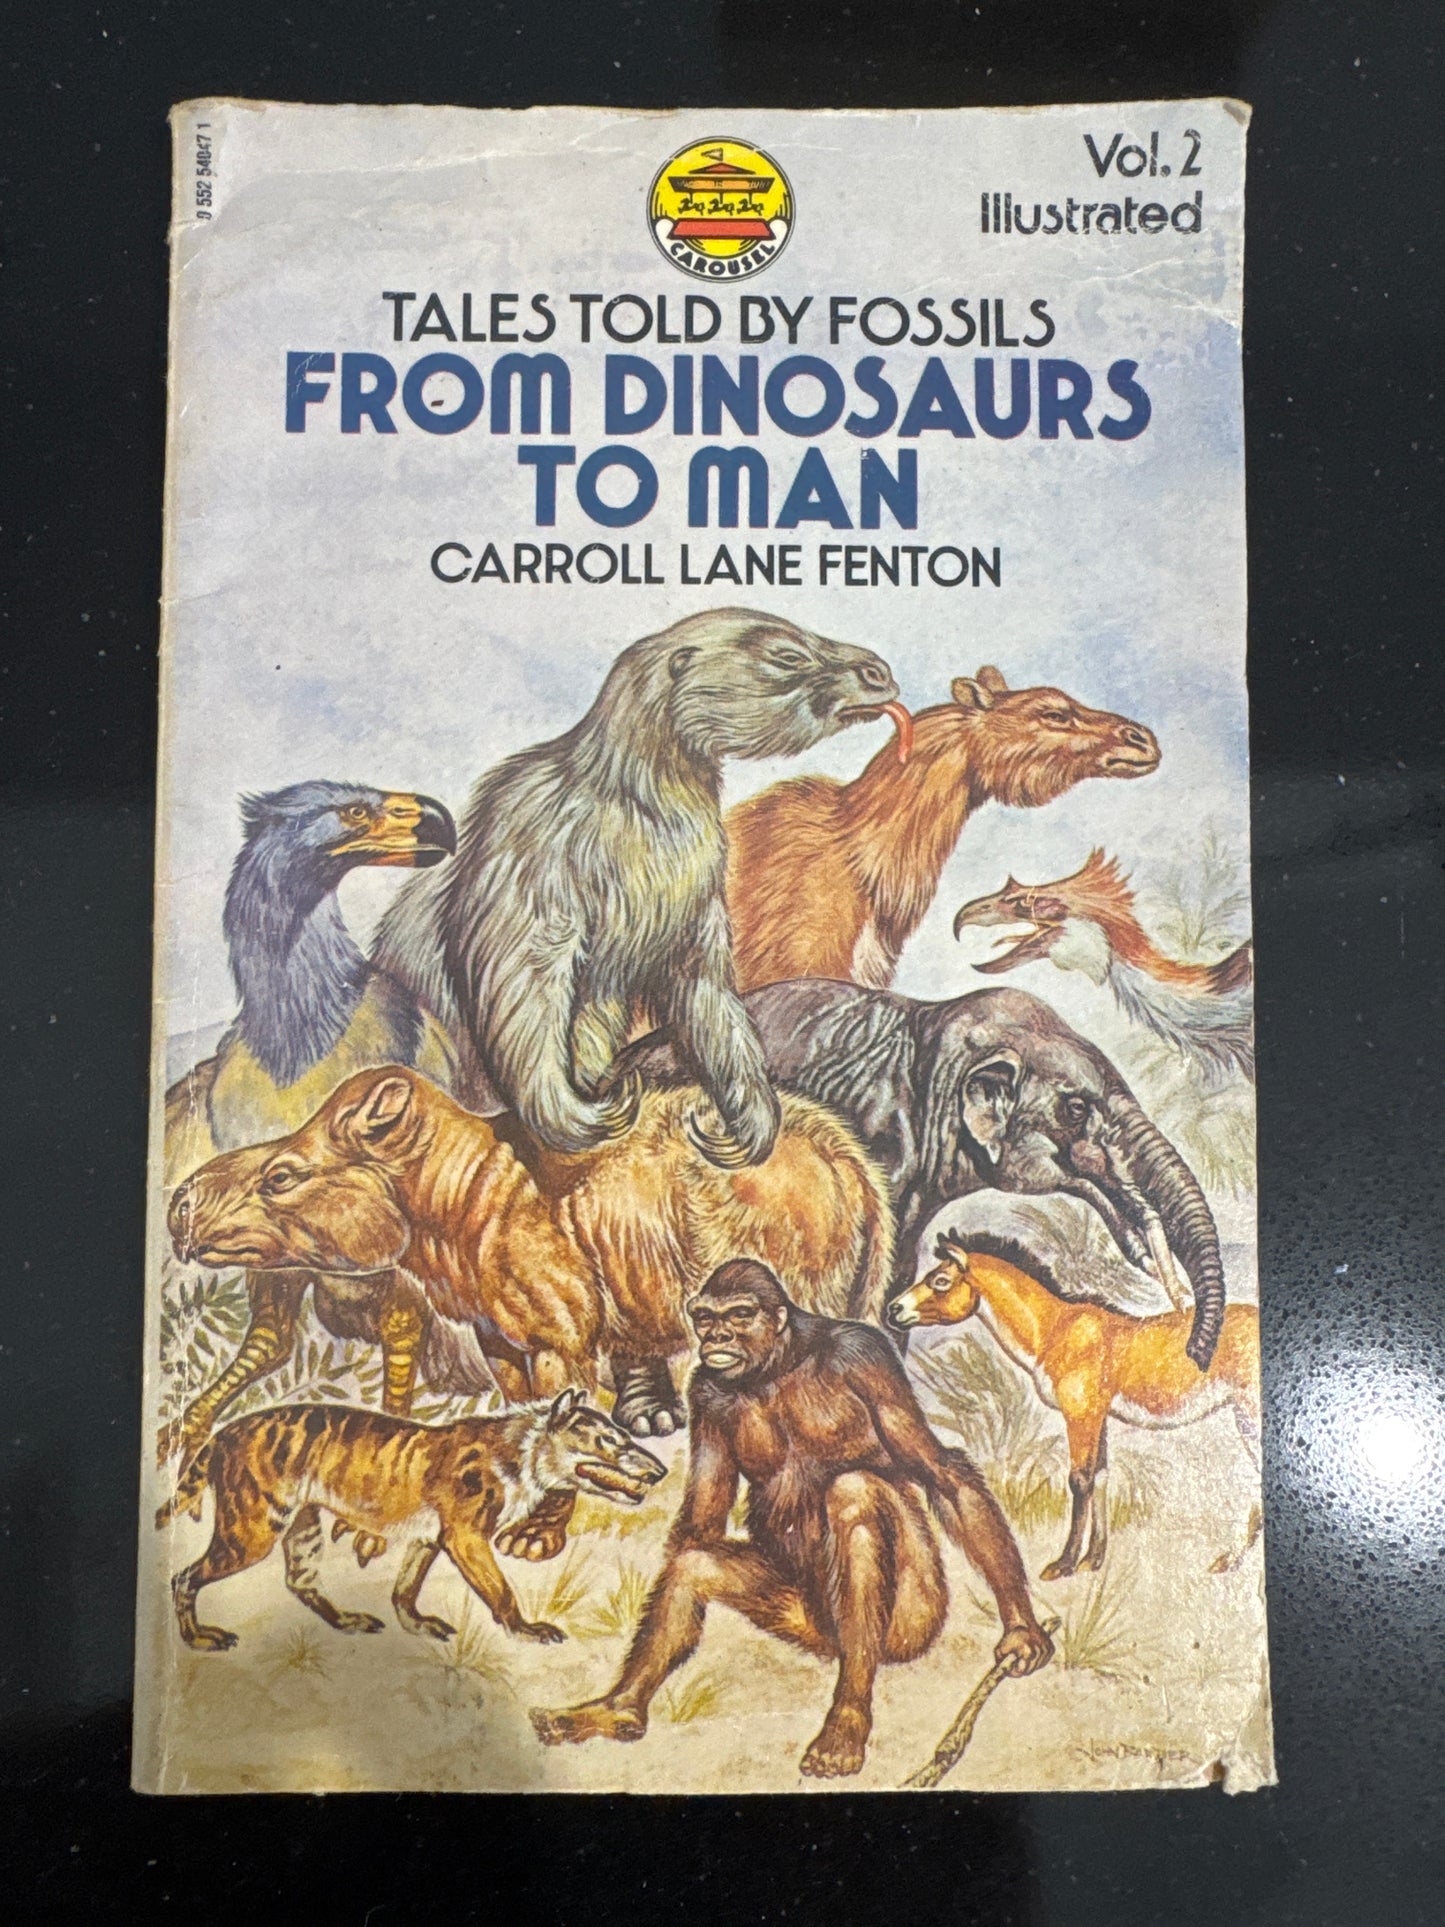 0 552 54047 1
CAROUSEL
Vol. 2
Illustrated
TALES TOLD BY FOSSILS
FROM DINOSAURS
TO MAN
CARROLL LANE FENTON